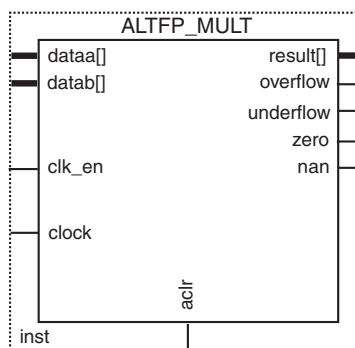 ALTFP_MULT
dataa[]
result[]
datab[]
overflow
underflow
zero
clk_en
nan
clock
aclr
inst